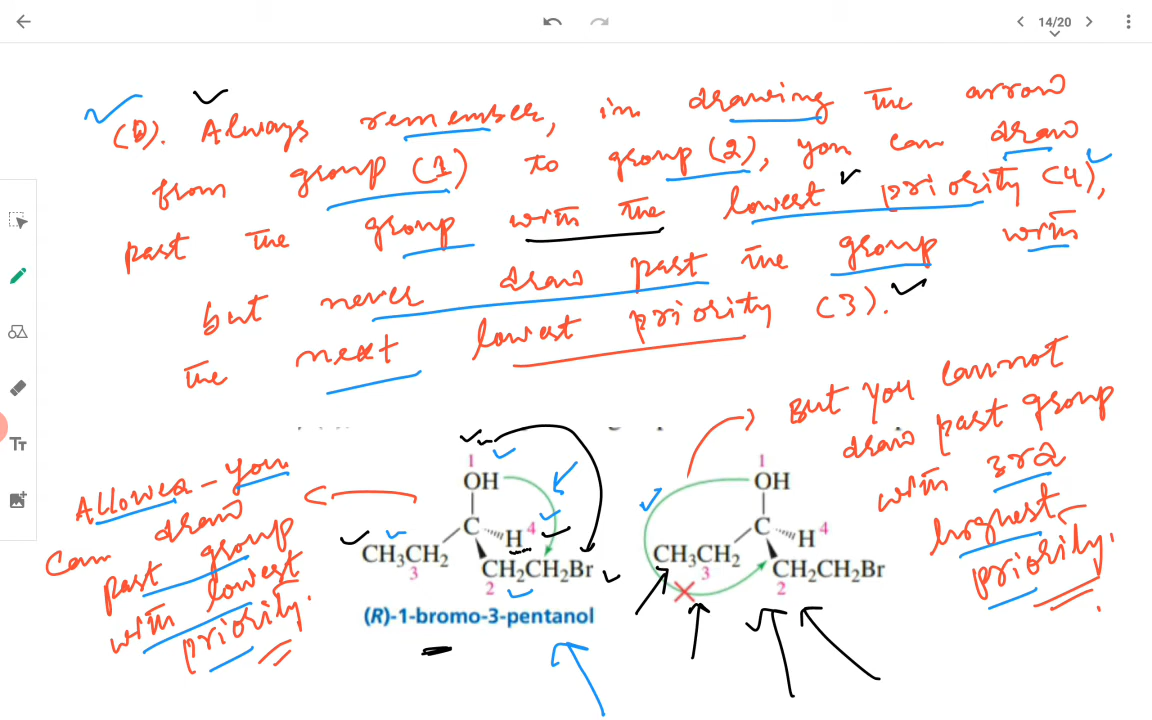 14/20
(D). Always remember, in drawing the arrow
from group (1) to group (2), you can draw
past the group with the lowest priority (4),
but never draw past the group with
the next lowest priority (3).
Tт
Allowed - you
can draw
past group
with lowest
priority.
But you cannot
draw past group
with 3rd
highest
priority.
1
OH
C
H 4
CH3CH2
3
CH2CH2Br
2
(R)-1-bromo-3-pentanol
1
OH
C
H 4
CH3CH2
3
CH2CH2Br
2